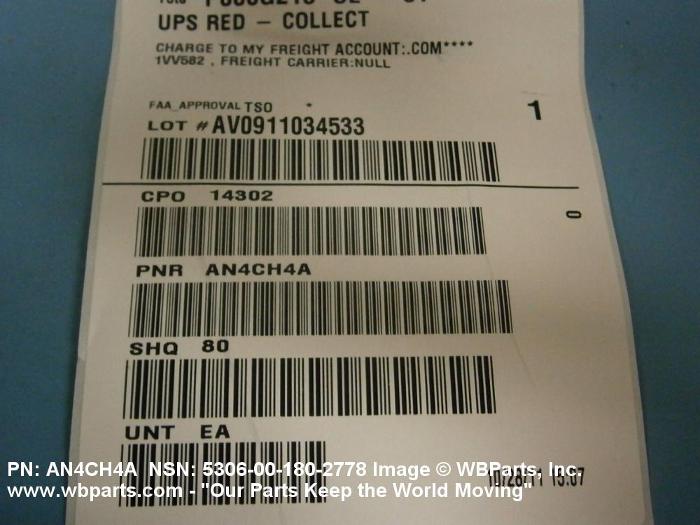 UPS RED - COLLECT
CHARGE TO MY FREIGHT ACCOUNT:.COM****
1VV582 , FREIGHT CARRIER:NULL
FAA_APPROVAL TSO *
1
LOT # AV0911034533
CPO 14302
0
PNR AN4CH4A
SHQ 80
UNT EA
PN: AN4CH4A NSN: 5306-00-180-2778 Image © WBParts, Inc.
www.wbparts.com - "Our Parts Keep the World Moving"